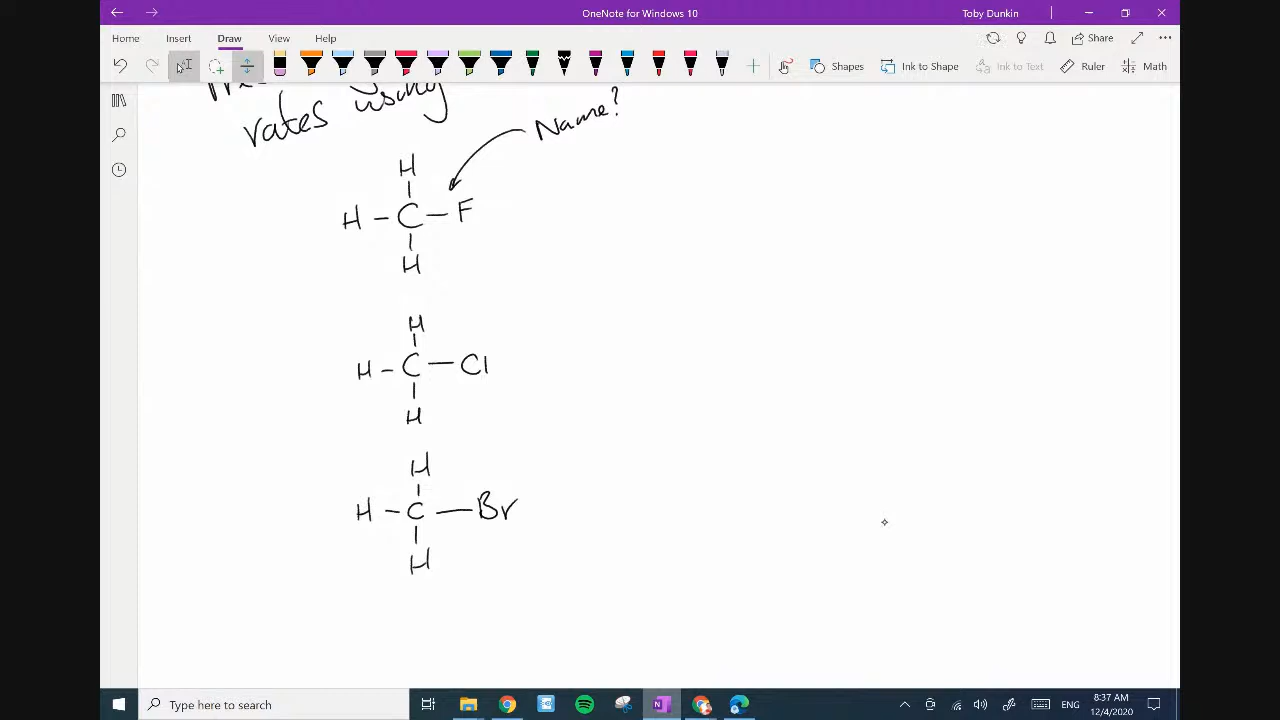 OneNote for Windows 10
Toby Dunkin
Home
Insert
Draw
View
Help
Share
Shapes
Ink to Shape
Ink to Text
Ruler
Math
rates using
Name?
H
H - C - F
H
H
H - C - Cl
H
H
H - C - Br
H
Type here to search
ENG
8:37 AM
12/4/2020